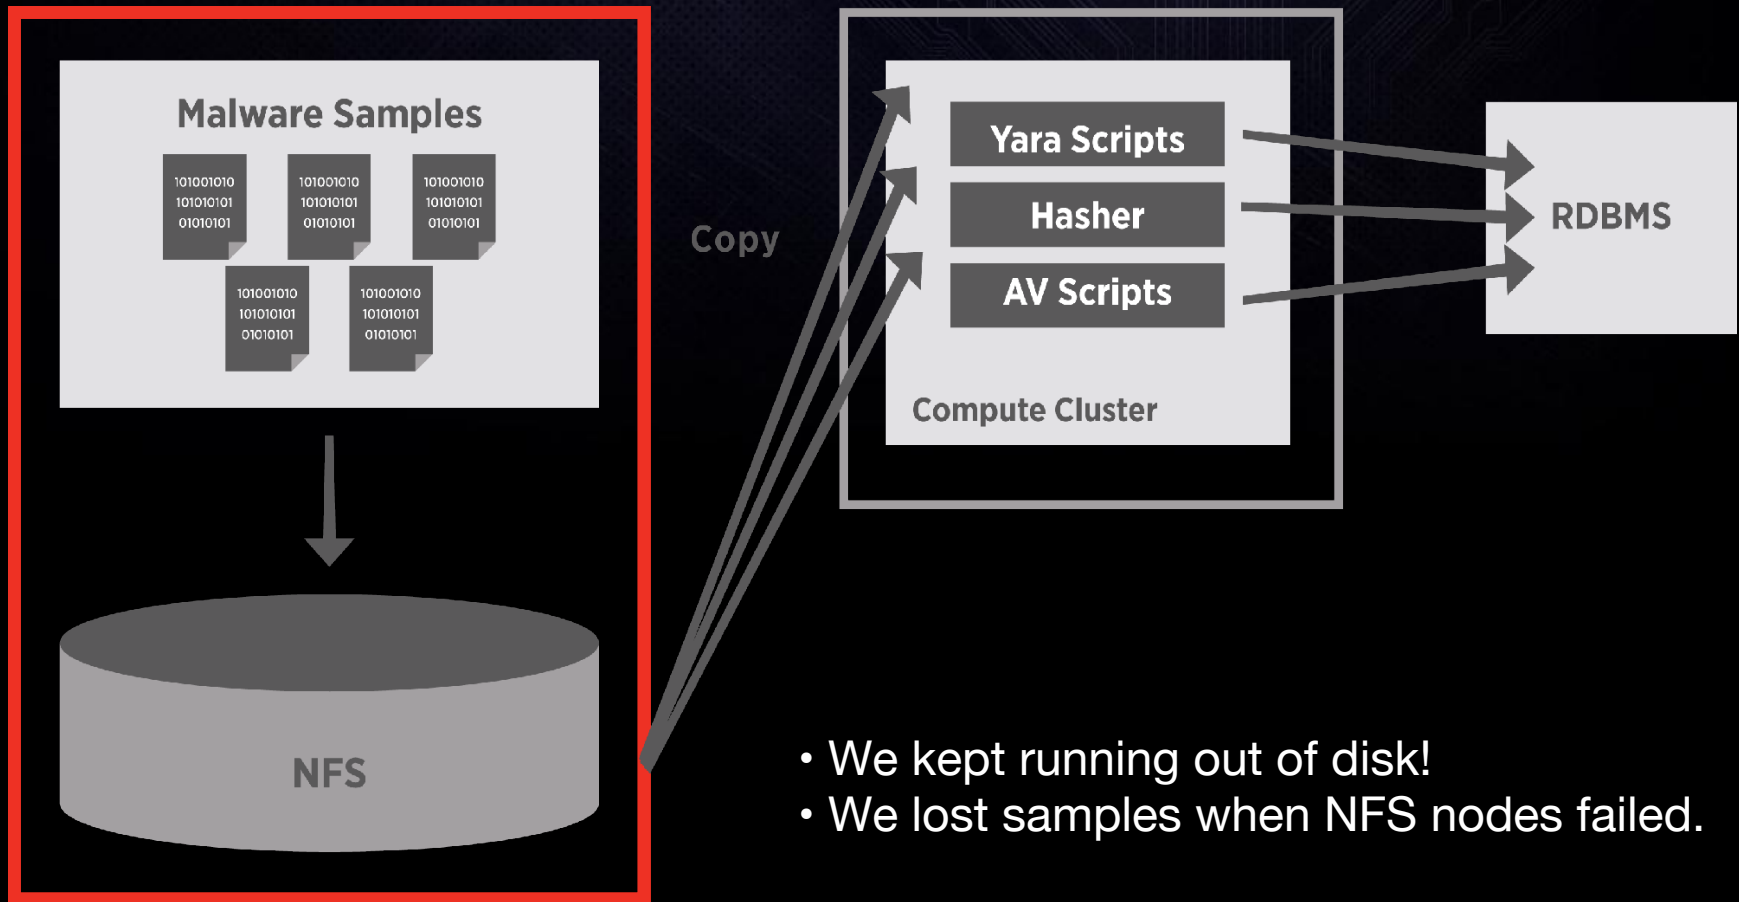 Malware Samples
101001010
101010101
01010101
101001010
101010101
01010101
101001010
101010101
01010101
101001010
101010101
01010101
101001010
101010101
01010101
NFS
Copy
Yara Scripts
Hasher
AV Scripts
Compute Cluster
RDBMS
• We kept running out of disk!
• We lost samples when NFS nodes failed.